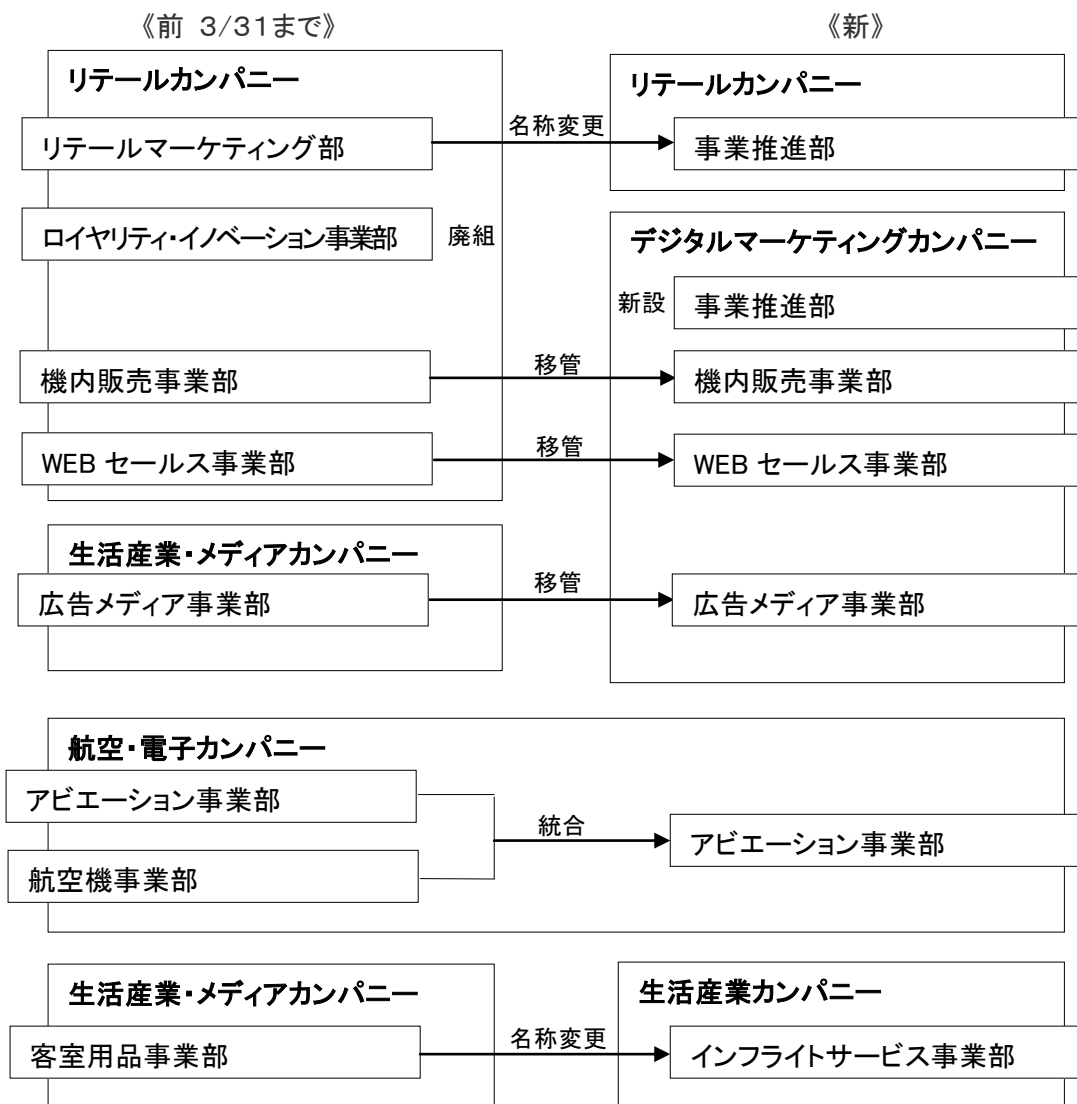 《前 3/31まで》
《新》
リテールカンパニー
リテールカンパニー
リテールマーケティング部
名称変更
事業推進部
ロイヤリティ・イノベーション事業部
廃組
デジタルマーケティングカンパニー
新設
事業推進部
機内販売事業部
移管
機内販売事業部
WEB セールス事業部
移管
WEB セールス事業部
生活産業・メディアカンパニー
広告メディア事業部
移管
広告メディア事業部
航空・電子カンパニー
アビエーション事業部
航空機事業部
統合
アビエーション事業部
生活産業・メディアカンパニー
生活産業カンパニー
客室用品事業部
名称変更
インフライトサービス事業部